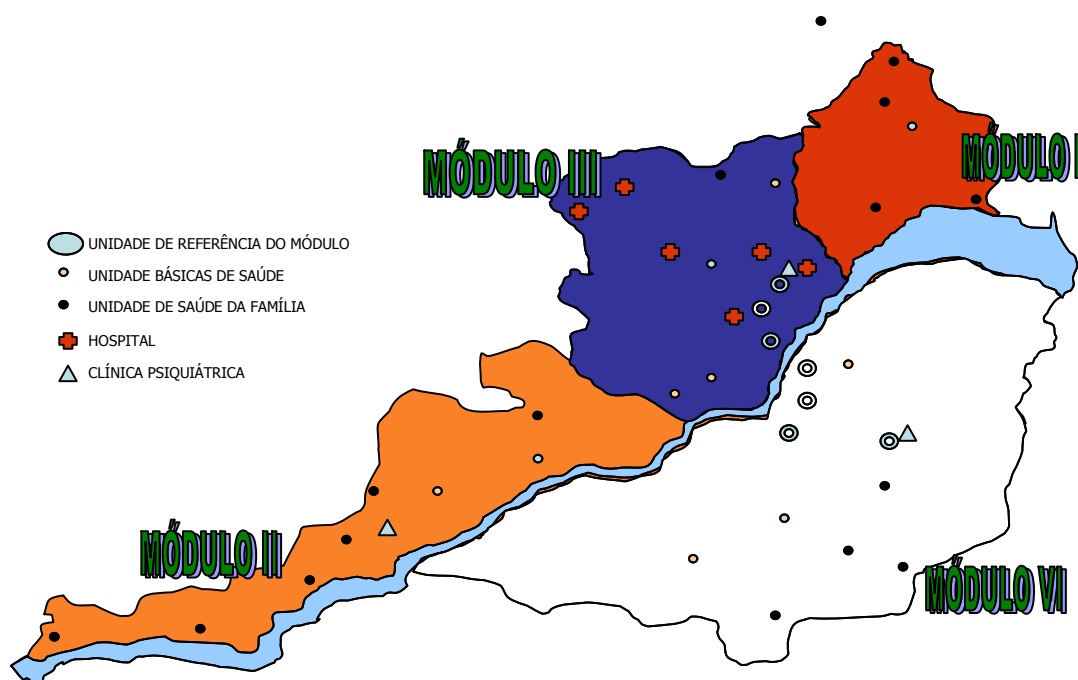 MÓDULO III
MÓDULO I
UNIDADE DE REFERÊNCIA DO MÓDULO
UNIDADE BÁSICAS DE SAÚDE
UNIDADE DE SAÚDE DA FAMÍLIA
HOSPITAL
CLÍNICA PSIQUIÁTRICA
MÓDULO II
MÓDULO VI